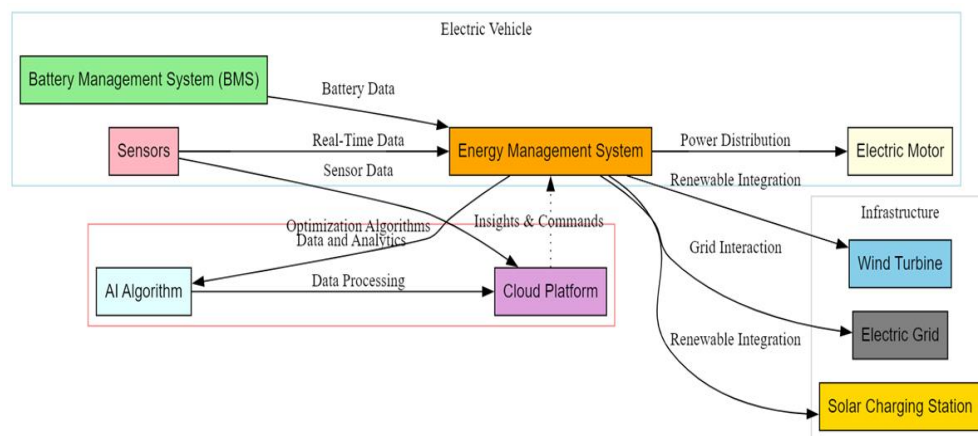 Electric Vehicle
Battery Management System (BMS)
Battery Data
Sensors
Real-Time Data
Energy Management System
Power Distribution
Electric Motor
Sensor Data
Renewable Integration
Infrastructure
Optimization Algorithms
Insights & Commands
Data and Analytics
Grid Interaction
Wind Turbine
AI Algorithm
Data Processing
Cloud Platform
Electric Grid
Renewable Integration
Solar Charging Station